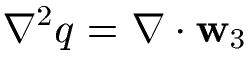 ∇²q = ∇ · w₃